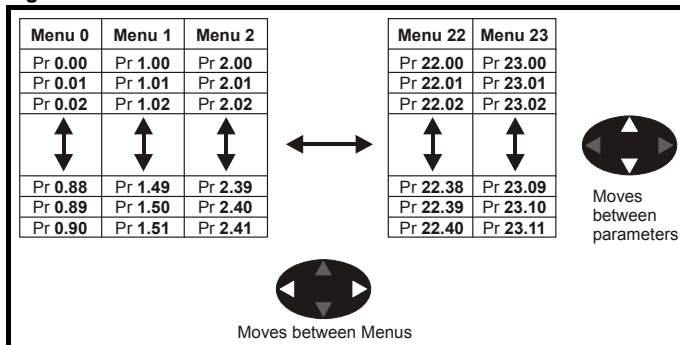 Menu 0 Menu 1 Menu 2 Menu 22 Menu 23
Pr 0.00 Pr 1.00 Pr 2.00 Pr 22.00 Pr 23.00
Pr 0.01 Pr 1.01 Pr 2.01 Pr 22.01 Pr 23.01
Pr 0.02 Pr 1.02 Pr 2.02 Pr 22.02 Pr 23.02
Pr 0.88 Pr 1.49 Pr 2.39 Pr 22.38 Pr 23.09
Pr 0.89 Pr 1.50 Pr 2.40 Pr 22.39 Pr 23.10
Pr 0.90 Pr 1.51 Pr 2.41 Pr 22.40 Pr 23.11
Moves
between
parameters
Moves between Menus